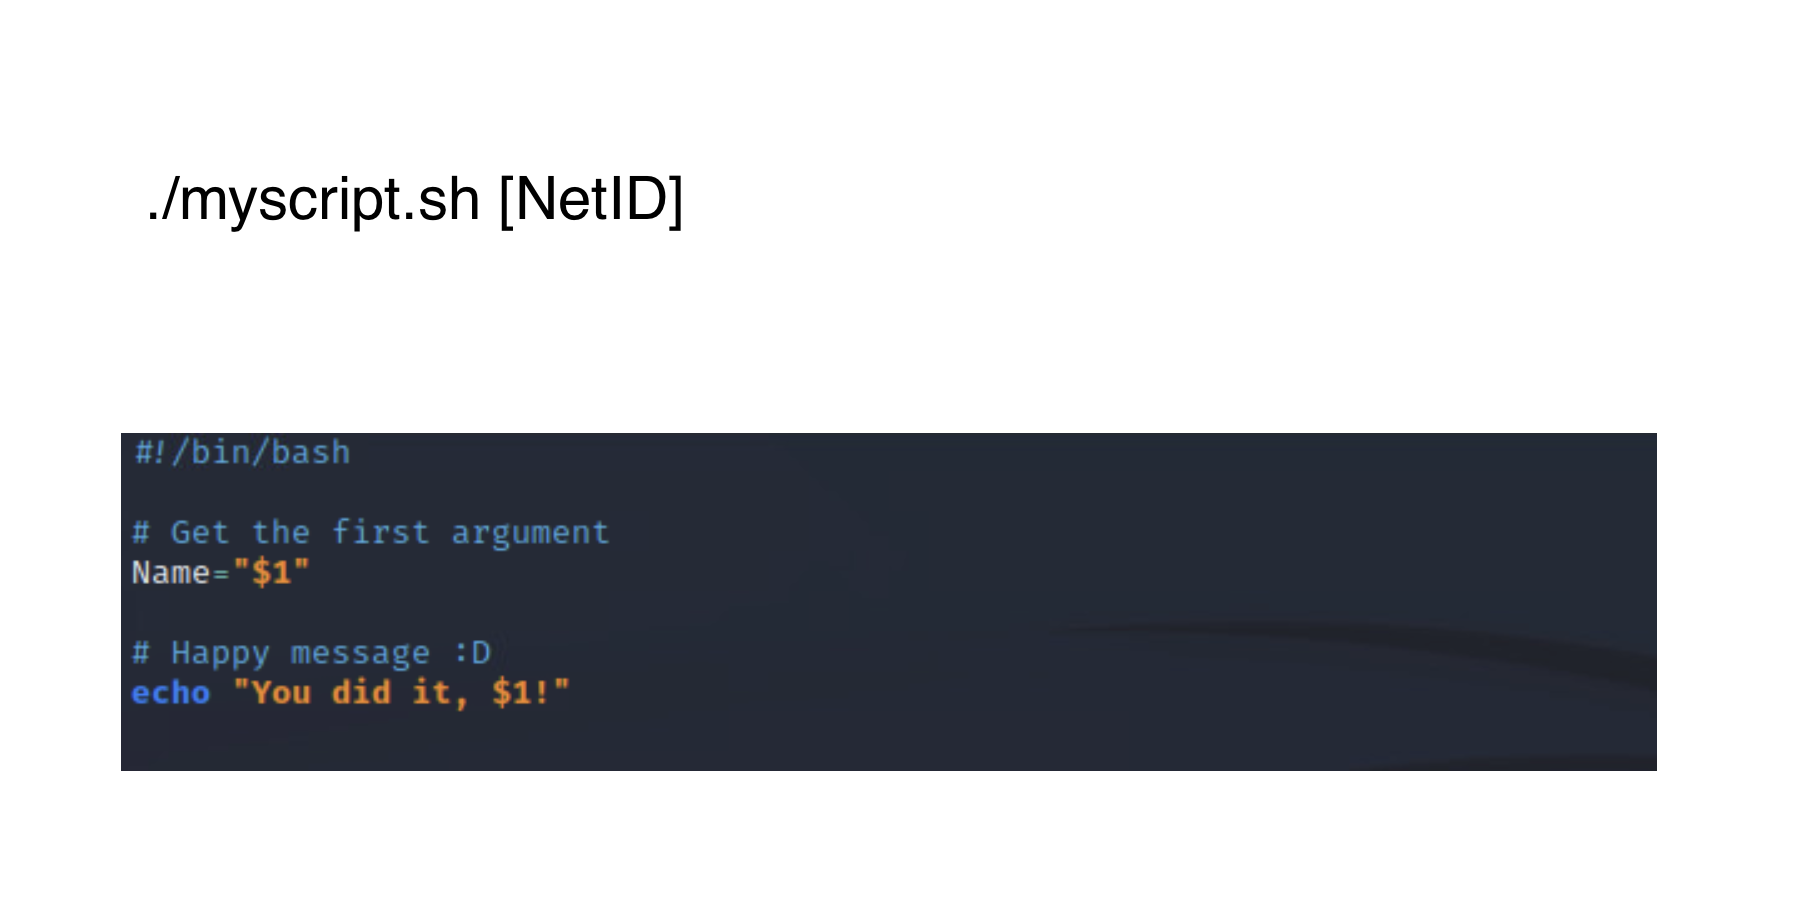 ./myscript.sh [NetID]
#!/bin/bash
# Get the first argument
Name="$1"
# Happy message :D
echo "You did it, $1!"